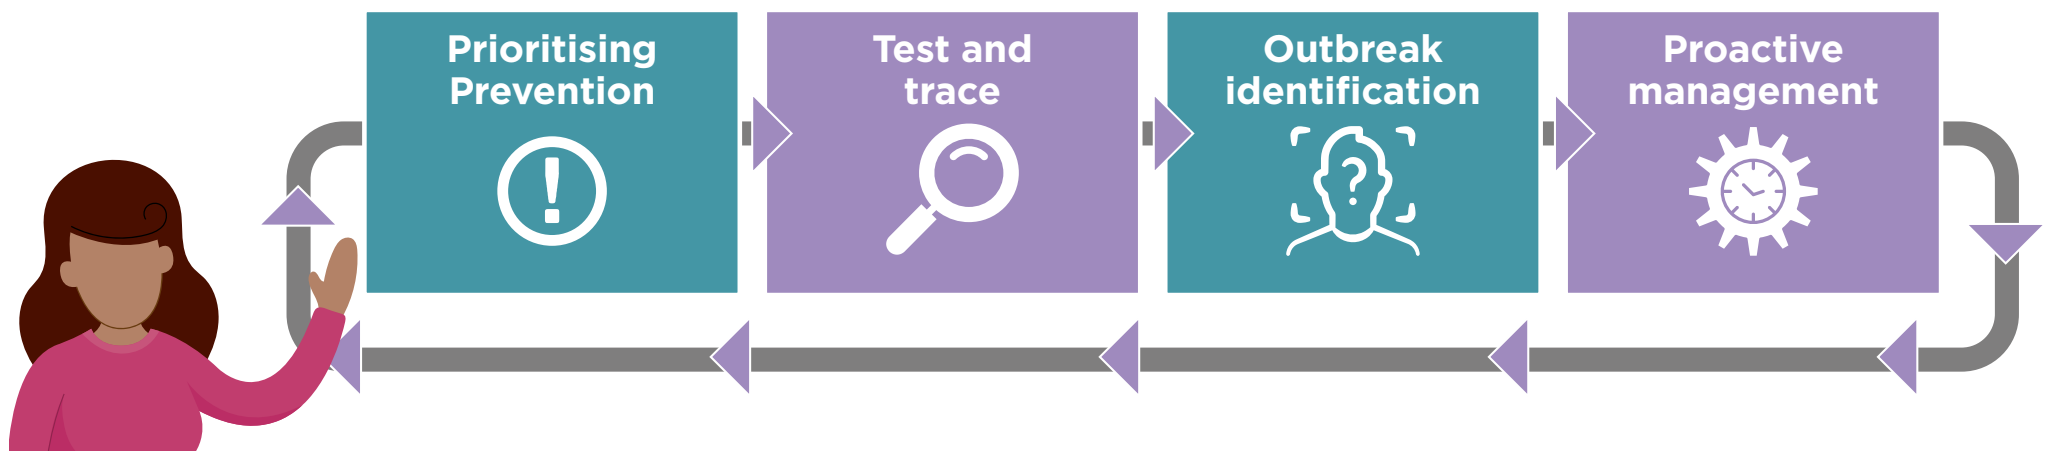 Prioritising
Prevention
Test and
trace
Outbreak
identification
Proactive
management